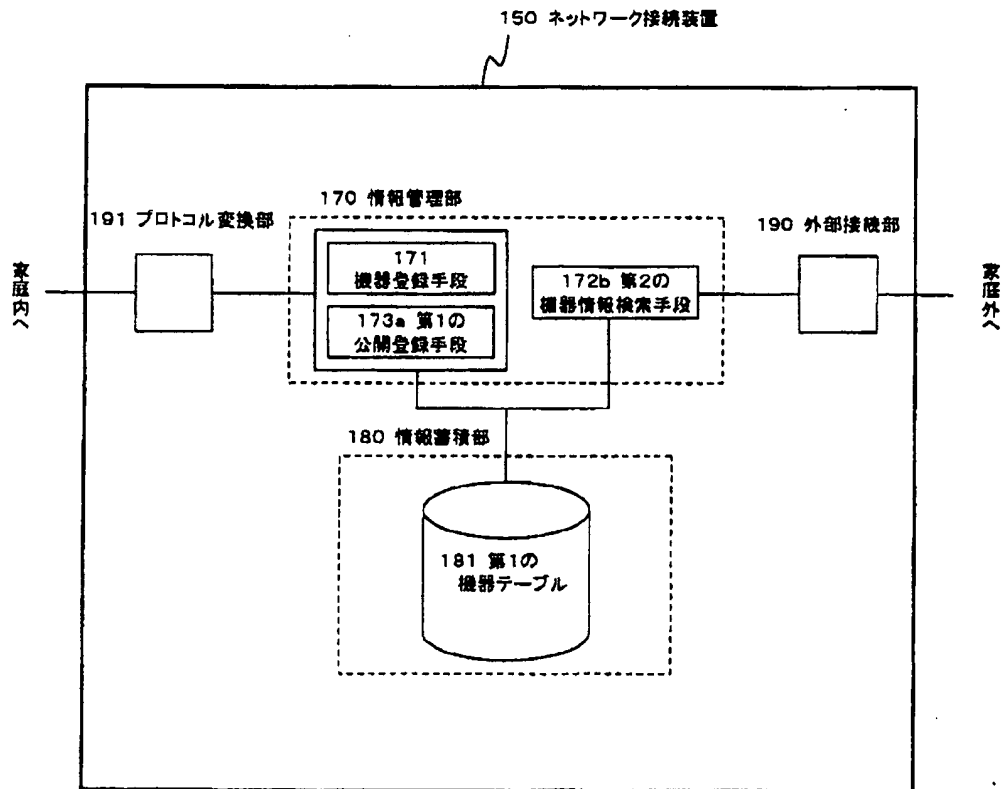 150 ネットワーク接続装置
170 情報管理部
191 プロトコル変換部
190 外部接続部
171
機器登録手段
172b 第2の
機器情報検索手段
173a 第1の
公開登録手段
家庭内へ
家庭外へ
180 情報蓄積部
181 第1の
機器テーブル